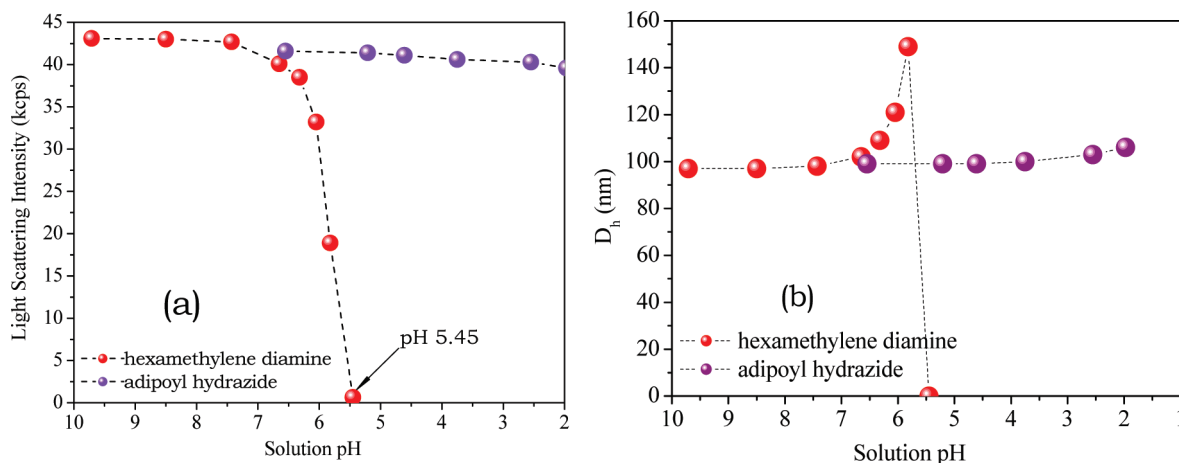 45
40
35
30
25
20
15
10
5
0
Light Scattering Intensity (kcps)
(a)
pH 5.45
hexamethylene diamine
adipoyl hydrazide
10 9 8 7 6 5 4 3 2
Solution pH
160
140
120
100
80
60
40
20
0
D_h (nm)
(b)
hexamethylene diamine
adipoyl hydrazide
10 9 8 7 6 5 4 3 2 1
Solution pH